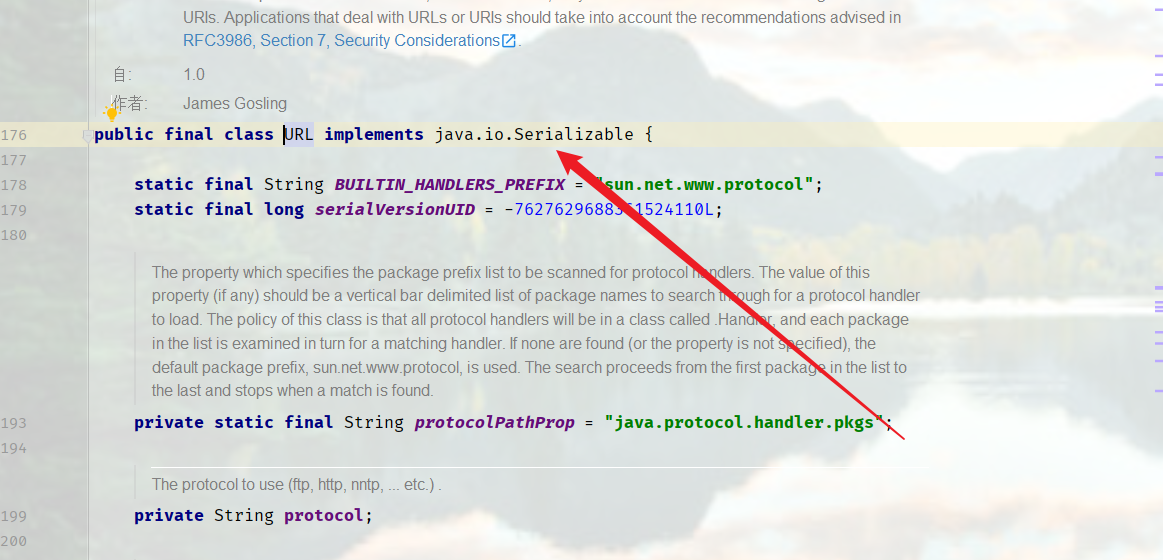 URIs. Applications that deal with URLs or URIs should take into account the recommendations advised in
RFC3986, Section 7, Security Considerations.
自: 1.0
作者: James Gosling
176 public final class URL implements java.io.Serializable {
177
178 static final String BUILTIN_HANDLERS_PREFIX = "sun.net.www.protocol";
179 static final long serialVersionUID = -7627629688361524110L;
180
The property which specifies the package prefix list to be scanned for protocol handlers. The value of this
property (if any) should be a vertical bar delimited list of package names to search through for a protocol handler
to load. The policy of this class is that all protocol handlers will be in a class called .Handler, and each package
in the list is examined in turn for a matching handler. If none are found (or the property is not specified), the
default package prefix, sun.net.www.protocol, is used. The search proceeds from the first package in the list to
the last and stops when a match is found.
193 private static final String protocolPathProp = "java.protocol.handler.pkgs";
194
The protocol to use (ftp, http, nntp, ... etc.) .
199 private String protocol;
200